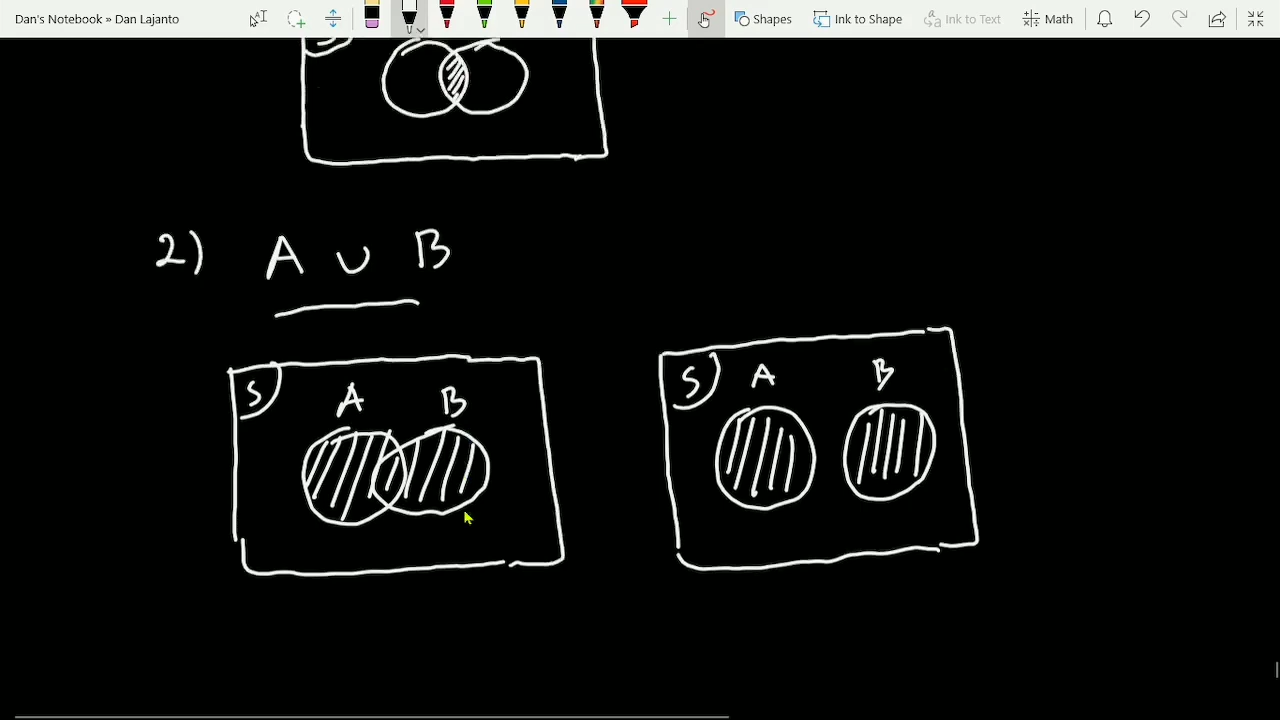 Dan's Notebook » Dan Lajanto
Shapes Ink to Shape Ink to Text Math
2) A ∪ B
S A B
S A B